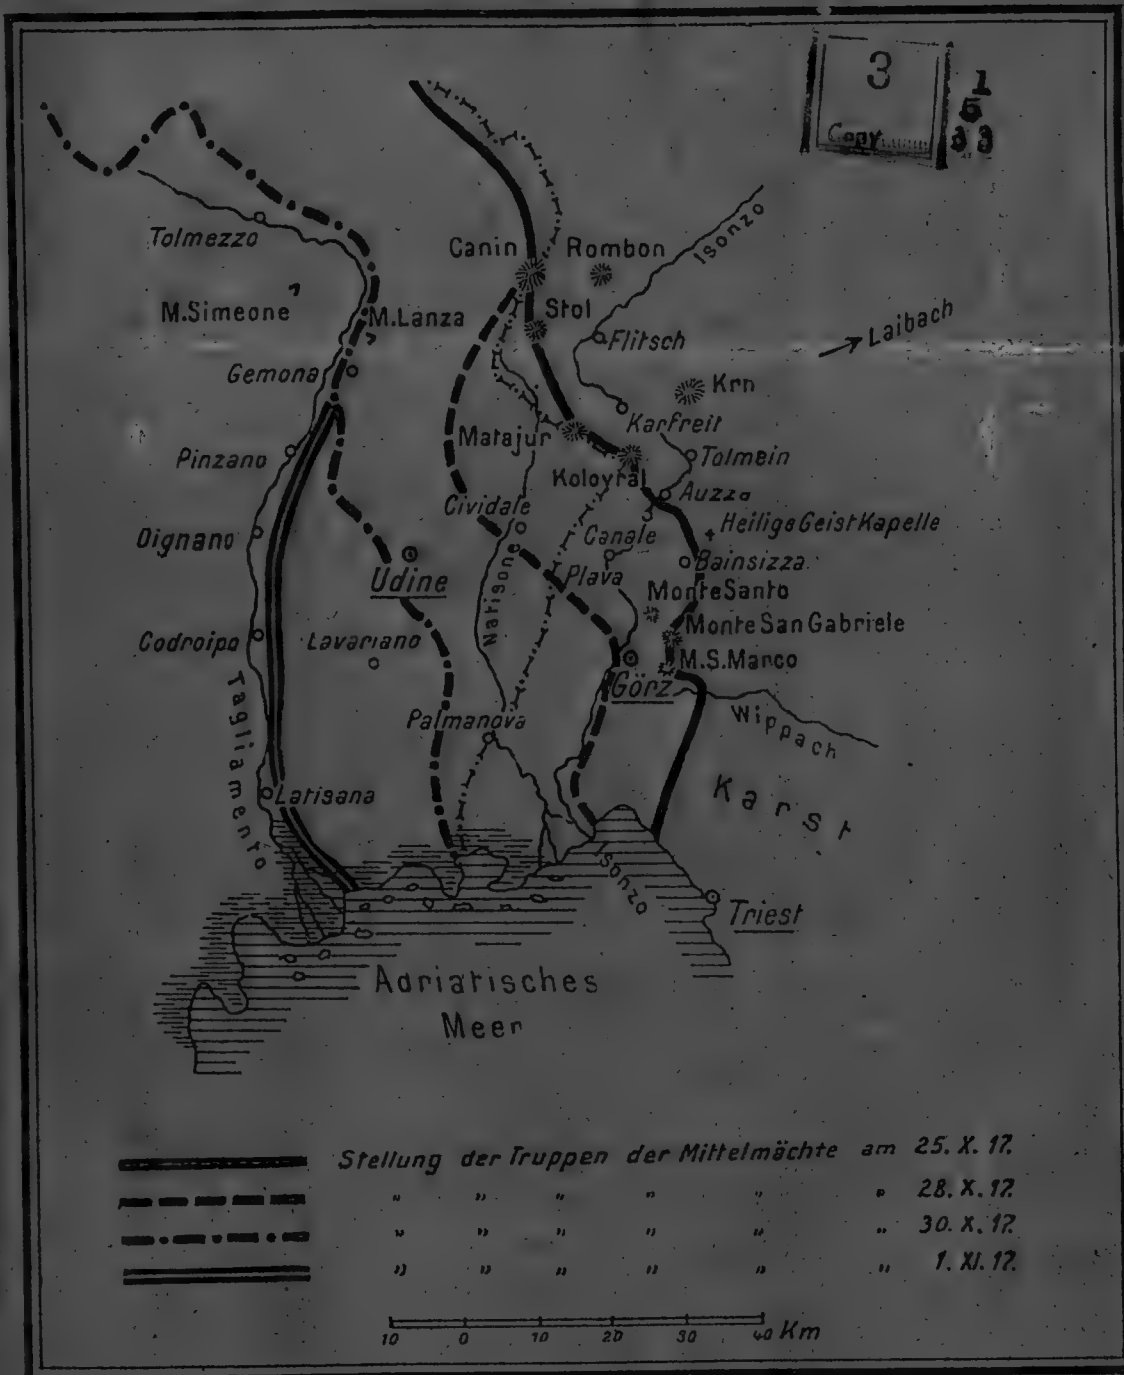 3
Copy
1
5
3 3
Isonzo
Tolmezzo
Canin
Rombon
M.Simeone
M.Lanza
Stol
Flitsch
Laibach
Gemona
Krn
Karfreit
Matajur
Pinzano
Tolmein
Kolovrat
Auzza
Cividale
Heilige Geist Kapelle
Dignano
Canale
Bainsizza
Udine
Natisone
Plava
Monte Santo
Monte San Gabriele
Codroipo
Lavariano
M.S.Marco
Görz
Tagliamento
Palmanova
Wippach
Karst
Latisana
Isonzo
Triest
Adriatisches
Meer
Stellung der Truppen der Mittelmächte am 25. X. 17.
" " " " " " 28. X. 17.
" " " " " " 30. X. 17.
" " " " " " 1. XI. 17.
10 0 10 20 30 40 Km